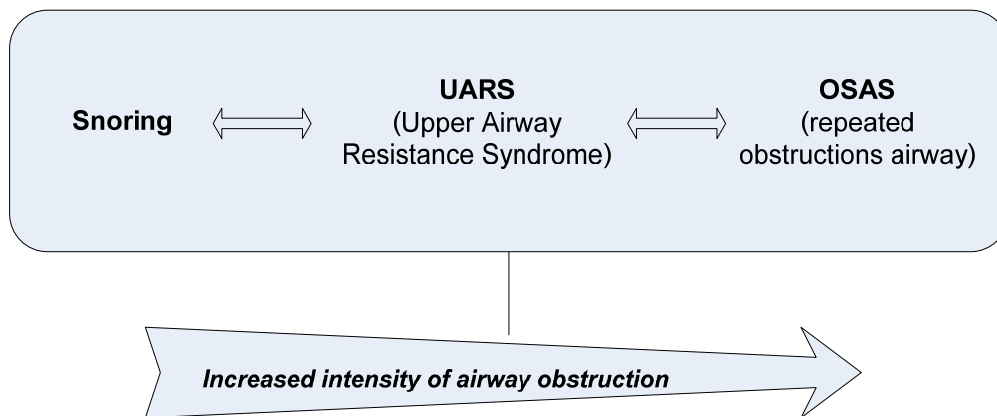 Snoring
UARS
(Upper Airway
Resistance Syndrome)
OSAS
(repeated
obstructions airway)
Increased intensity of airway obstruction